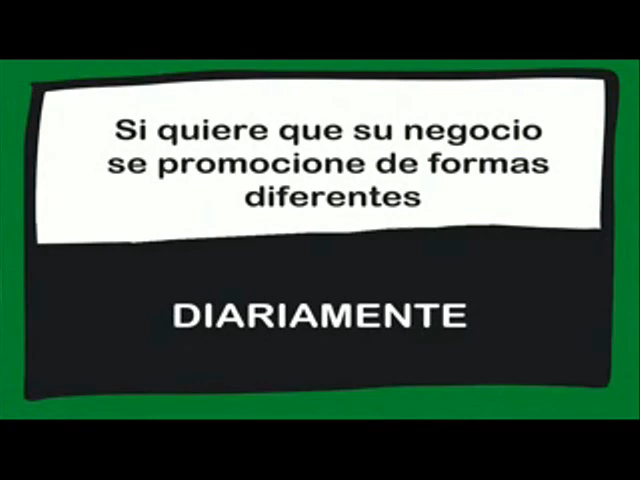 Si quiere que su negocio
se promocione de formas
diferentes
DIARIAMENTE